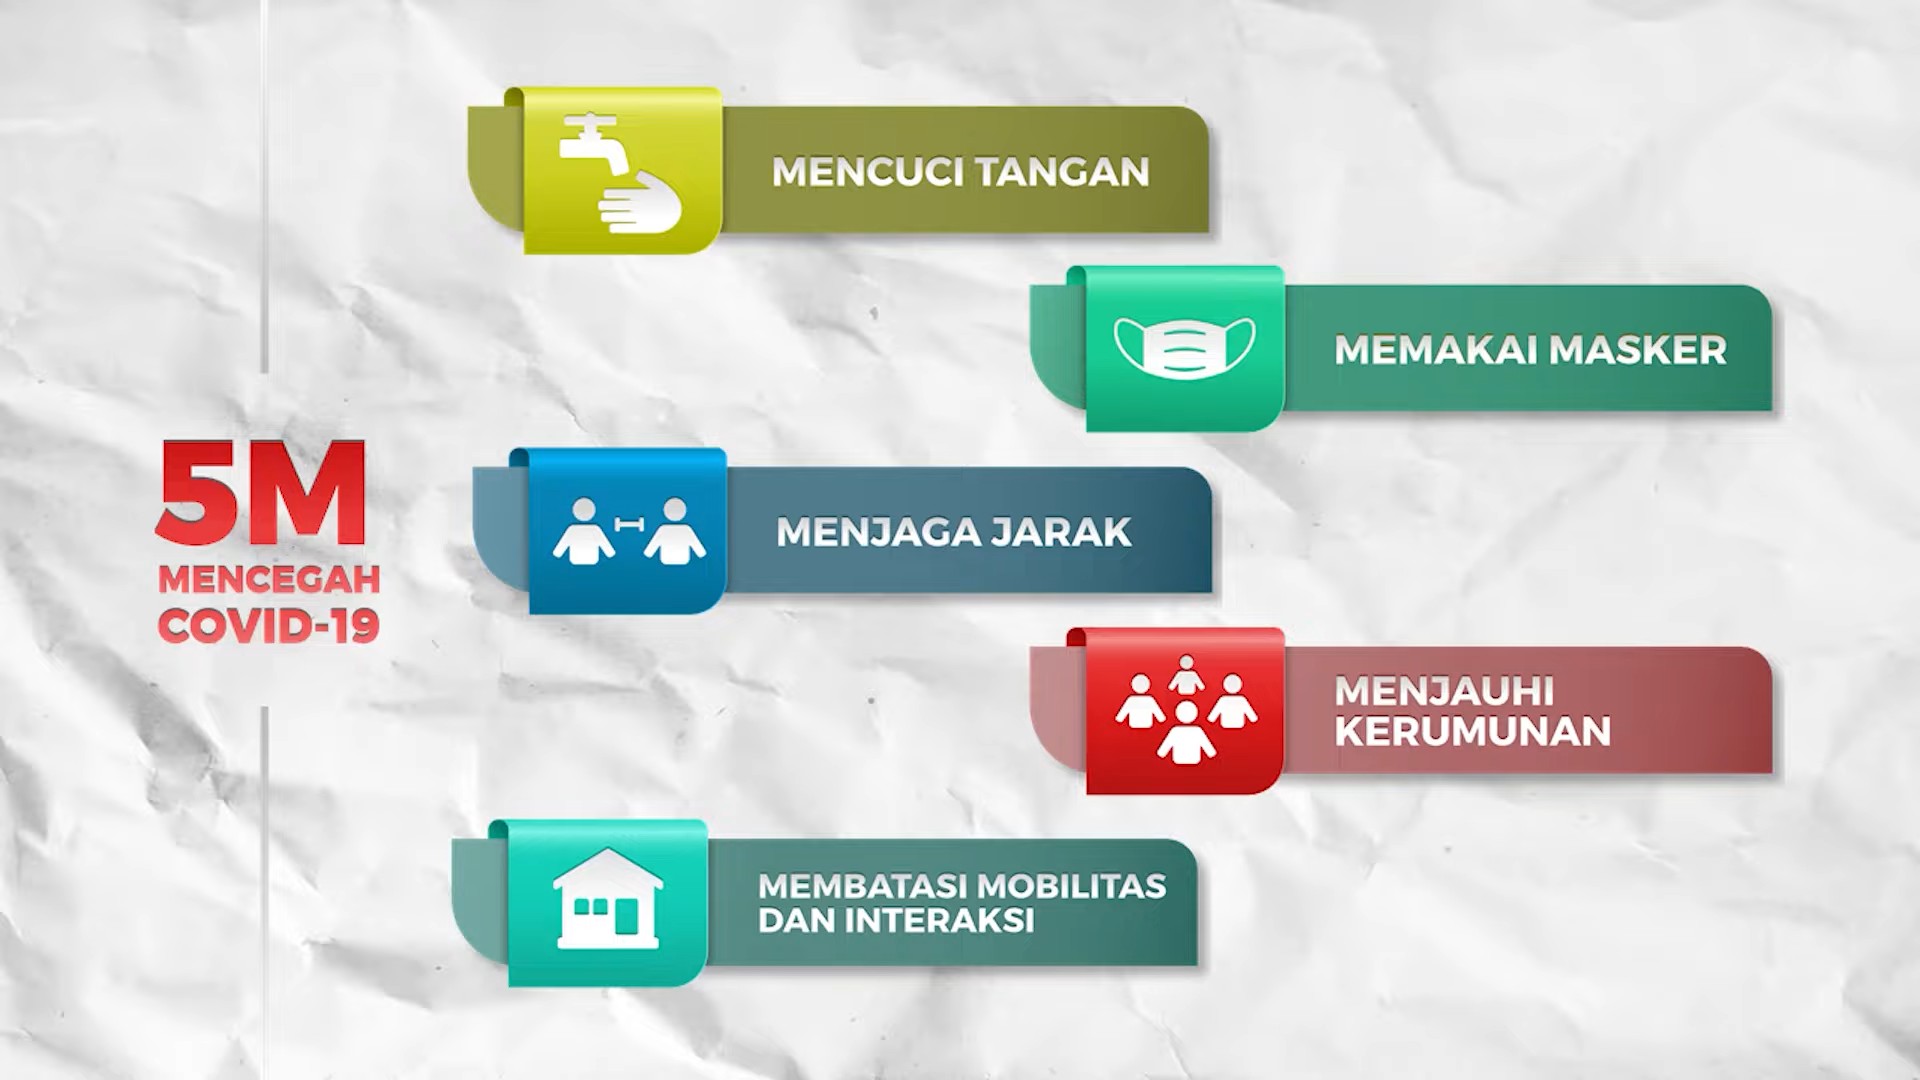 5M
MENCEGAH
COVID-19
MENCUCI TANGAN
MEMAKAI MASKER
MENJAGA JARAK
MENJAUHI
KERUMUNAN
MEMBATASI MOBILITAS
DAN INTERAKSI